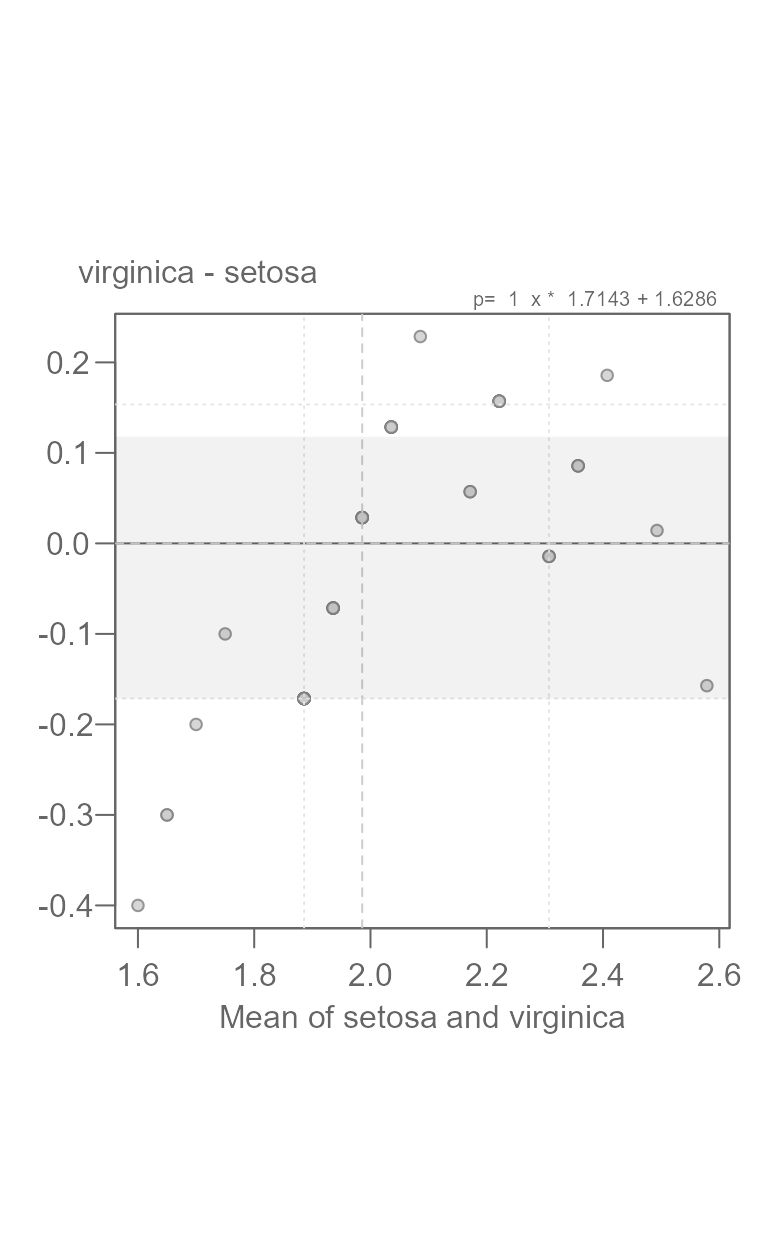 virginica - setosa
p= 1 x * 1.7143 + 1.6286
0.2
0.1
0.0
-0.1
-0.2
-0.3
-0.4
1.6 1.8 2.0 2.2 2.4 2.6
Mean of setosa and virginica